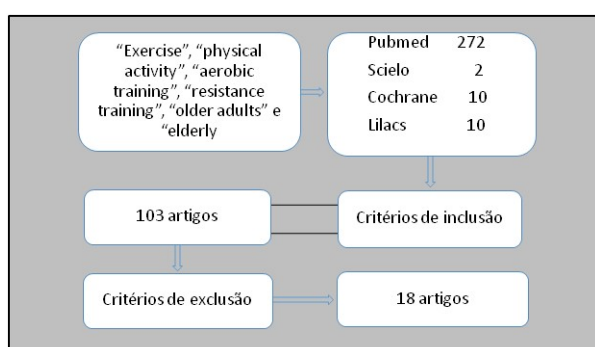 “Exercise”, “physical
activity”, “aerobic
training”, “resistance
training”, “older adults” e
“elderly
Pubmed 272
Scielo 2
Cochrane 10
Lilacs 10
103 artigos
Critérios de inclusão
Critérios de exclusão
18 artigos